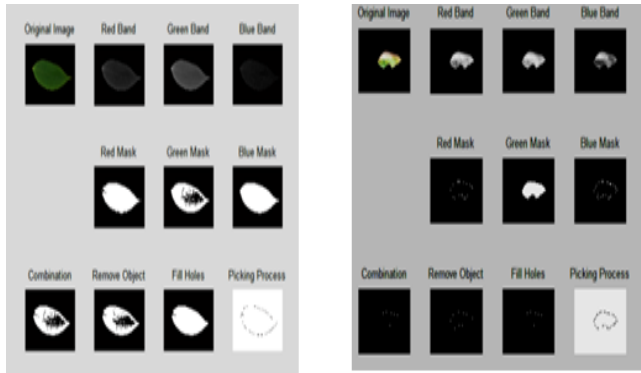 Original Image Red Band Green Band Blue Band
Red Mask Green Mask Blue Mask
Combination Remove Object Fill Holes Picking Process
Original Image Red Band Green Band Blue Band
Red Mask Green Mask Blue Mask
Combination Remove Object Fill Holes Picking Process